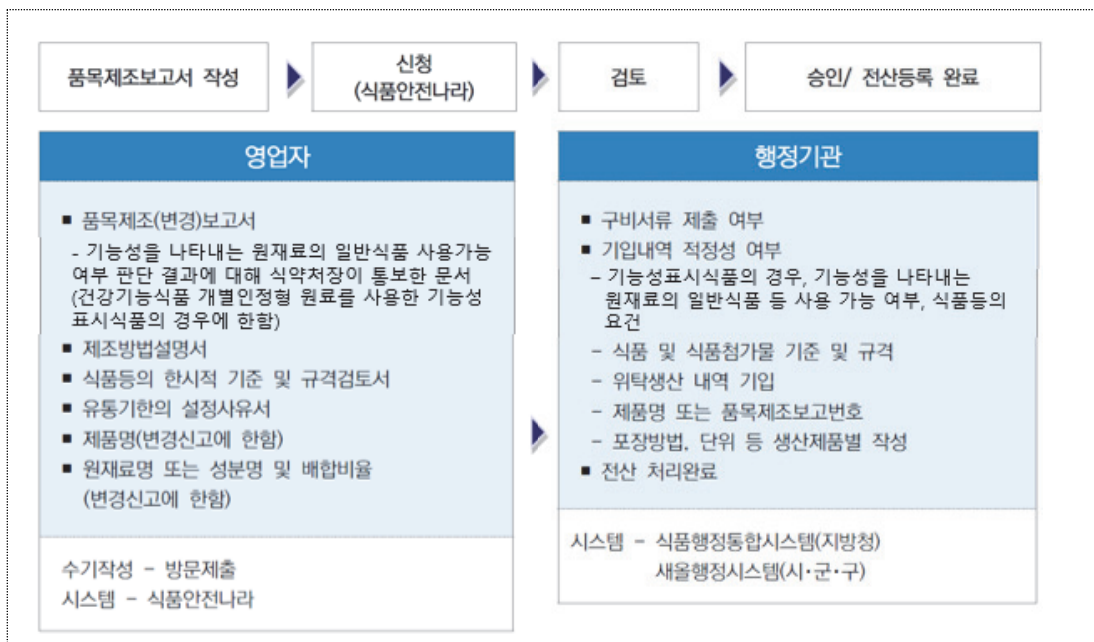 품목제조보고서 작성
신청
(식품안전나라)
검토
승인/ 전산등록 완료
영업자
■ 품목제조(변경)보고서
- 기능성을 나타내는 원재료의 일반식품 사용가능
여부 판단 결과에 대해 식약처장이 통보한 문서
(건강기능식품 개별인정형 원료를 사용한 기능성
표시식품의 경우에 한함)
■ 제조방법설명서
■ 식품등의 한시적 기준 및 규격검토서
■ 유통기한의 설정사유서
■ 제품명(변경신고에 한함)
■ 원재료명 또는 성분명 및 배합비율
(변경신고에 한함)
수기작성 - 방문제출
시스템 - 식품안전나라
행정기관
■ 구비서류 제출 여부
■ 기입내역 적정성 여부
- 기능성표시식품의 경우, 기능성을 나타내는
원재료의 일반식품 등 사용 가능 여부, 식품등의
요건
- 식품 및 식품첨가물 기준 및 규격
- 위탁생산 내역 기입
- 제품명 또는 품목제조보고번호
- 포장방법, 단위 등 생산제품별 작성
■ 전산 처리완료
시스템 - 식품행정통합시스템(지방청)
새올행정시스템(시·군·구)